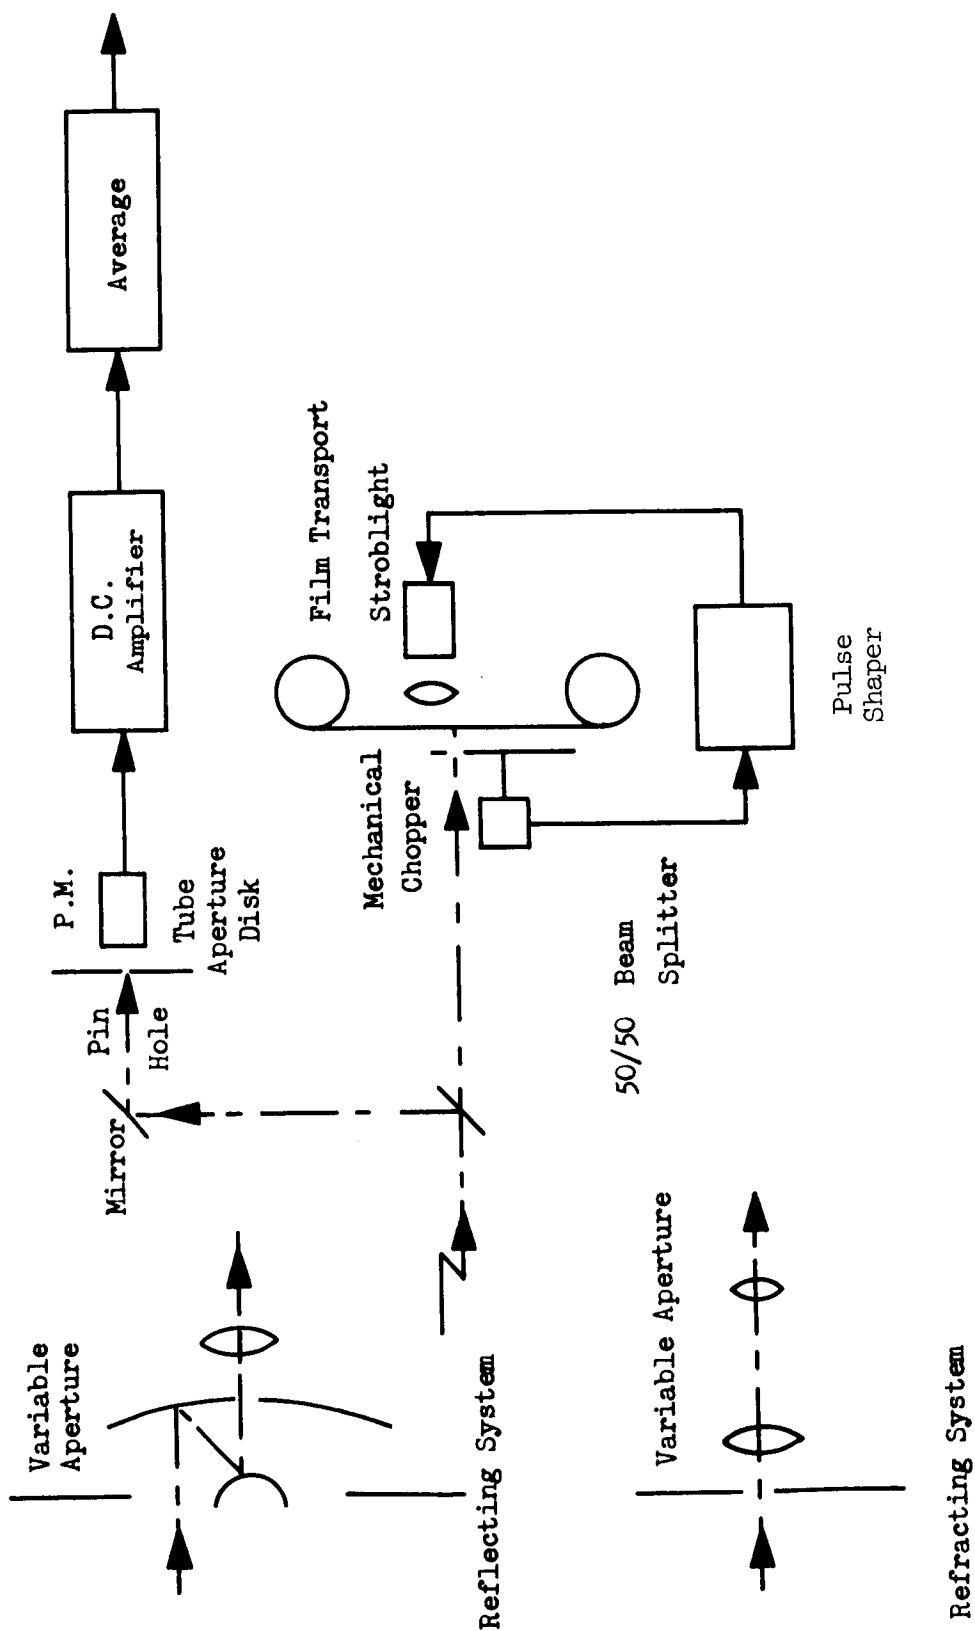 Average
D.C.
Amplifier
P.M.
Tube
Aperture
Disk
Pin
Hole
Mirror
Film Transport
Stroblight
Mechanical
Chopper
50/50 Beam
Splitter
Pulse
Shaper
Variable
Aperture
Reflecting System
Variable Aperture
Refracting System